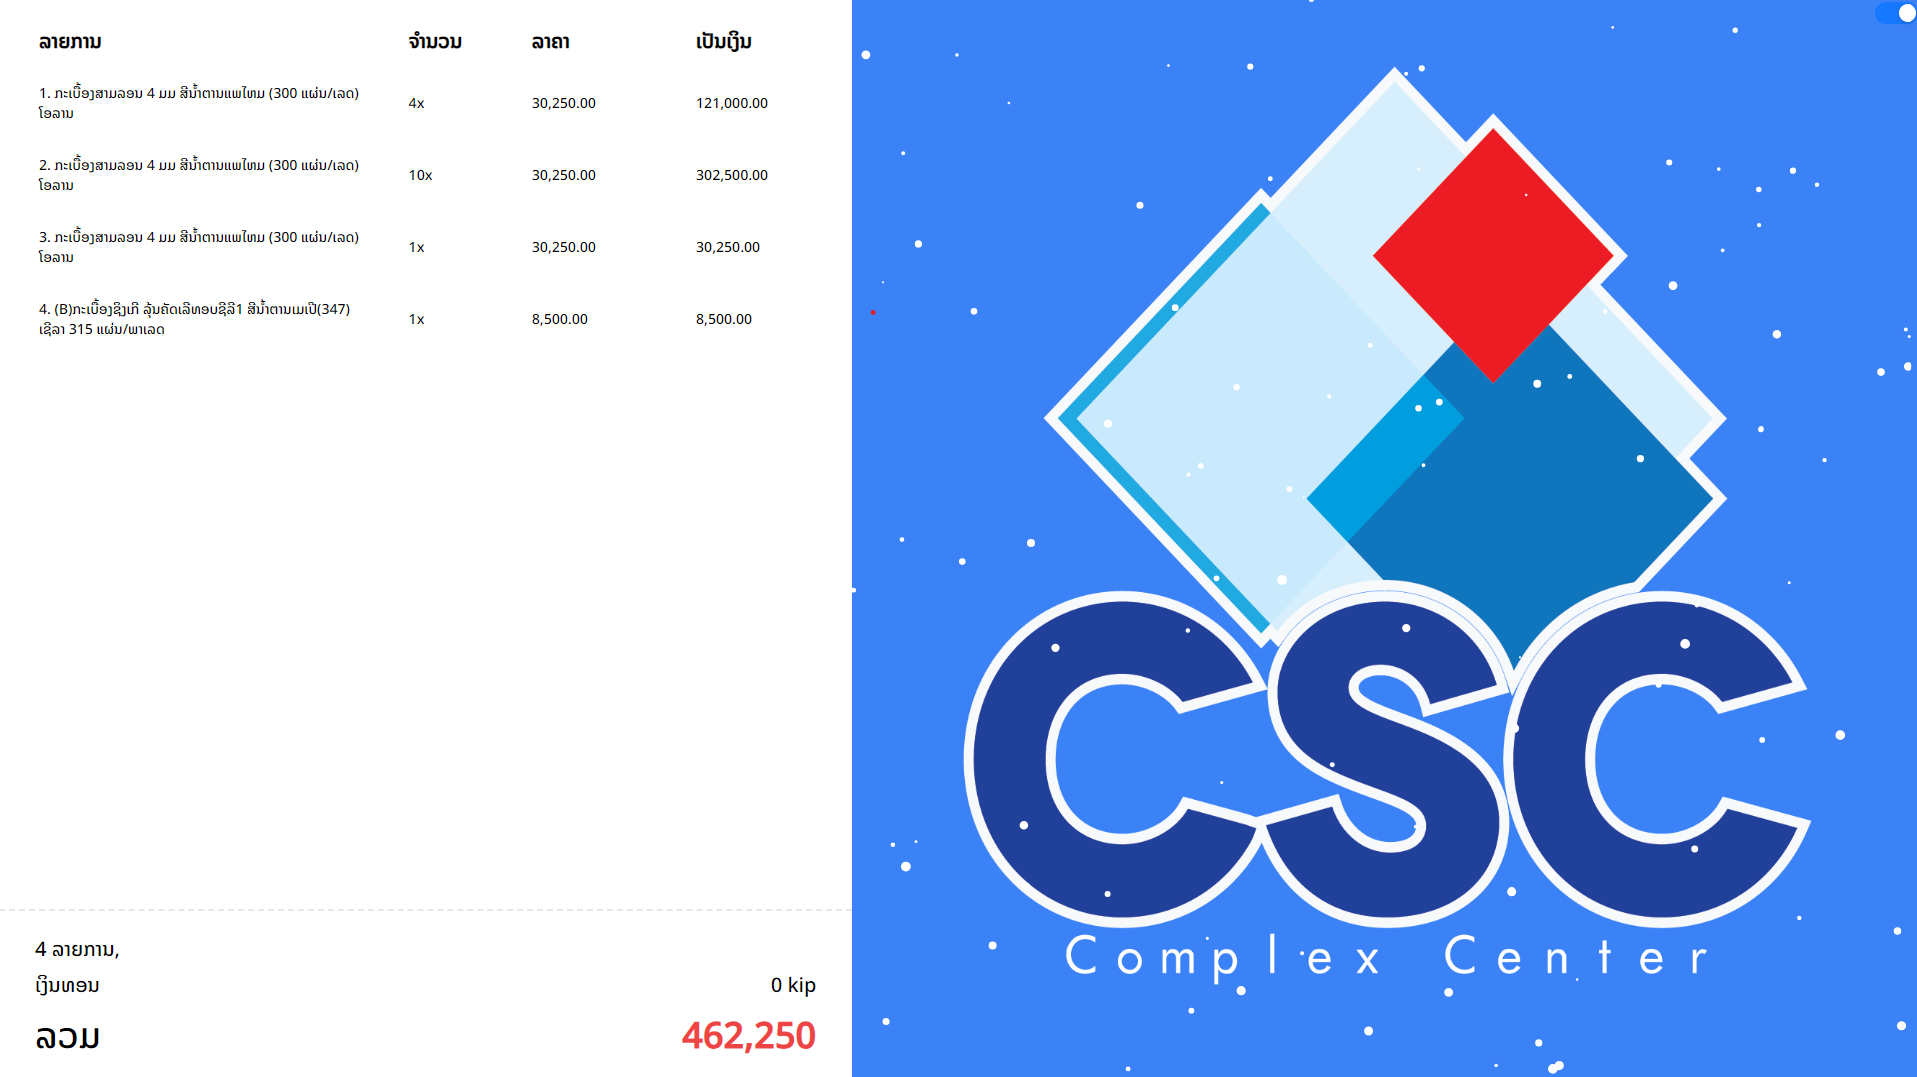 ລາຍການ ຈຳນວນ ລາຄາ ເປັນເງິນ
1. ກະເບື້ອງສາມລອນ 4 ມມ ສີນ້ຳຕານແພໄຫມ (300 ແຜ່ນ/ເລດ)
ໂອລານ
4x 30,250.00 121,000.00
2. ກະເບື້ອງສາມລອນ 4 ມມ ສີນ້ຳຕານແພໄຫມ (300 ແຜ່ນ/ເລດ)
ໂອລານ
10x 30,250.00 302,500.00
3. ກະເບື້ອງສາມລອນ 4 ມມ ສີນ້ຳຕານແພໄຫມ (300 ແຜ່ນ/ເລດ)
ໂອລານ
1x 30,250.00 30,250.00
4. (B)ກະເບື້ອງຊິງເກີ ລຸ້ນຄັດເລີທອບຊີລີ1 ສີນ້ຳຕານເມເປີ(347)
ເຊີລາ 315 ແຜ່ນ/ພາເລດ
1x 8,500.00 8,500.00
4 ລາຍການ,
ເງິນທອນ 0 kip
ລວມ 462,250
CSC
Complex Center